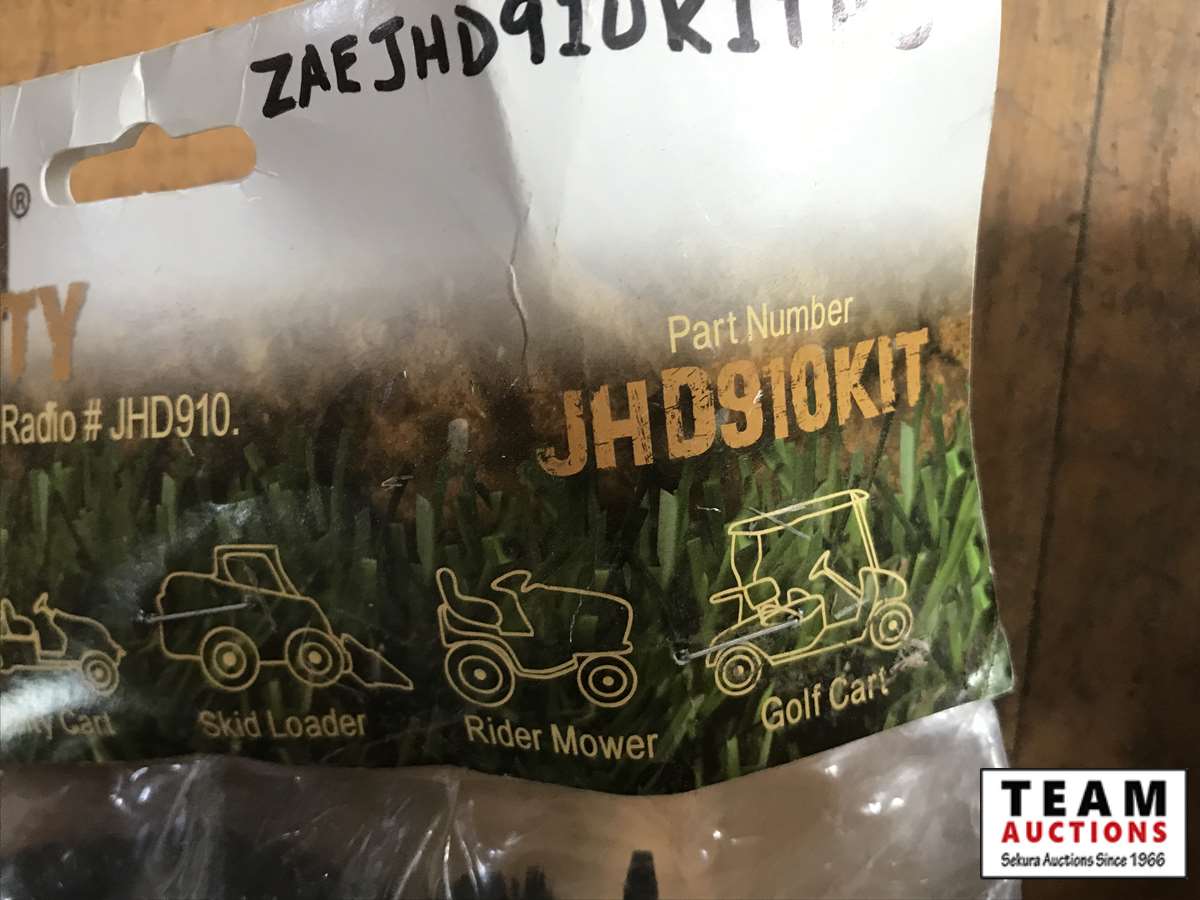 ZAEJHD910KIT
®
TY
Part Number
JHD910KIT
Radio # JHD910.
Cart
Skid Loader
Rider Mower
Golf Cart
TEAM
AUCTIONS
Sekura Auctions Since 1966